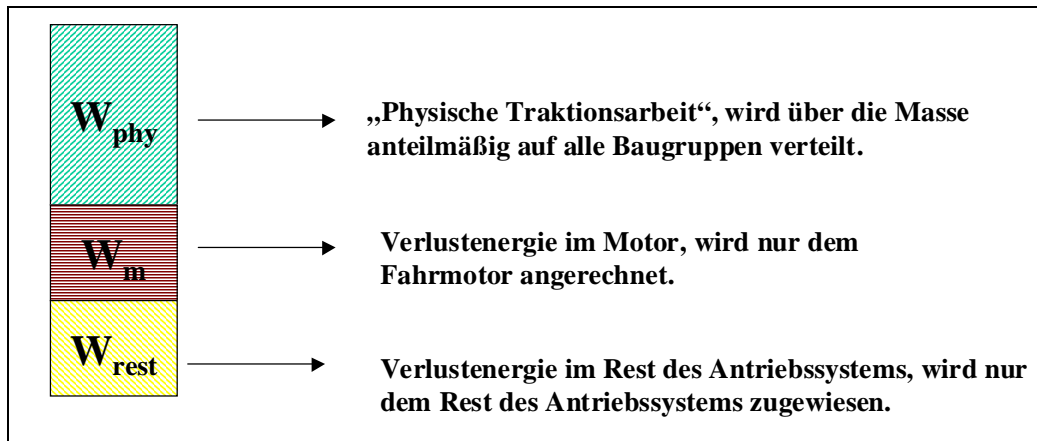 W_phy
„Physische Traktionsarbeit“, wird über die Masse
anteilmäßig auf alle Baugruppen verteilt.
W_m
Verlustenergie im Motor, wird nur dem
Fahrmotor angerechnet.
W_rest
Verlustenergie im Rest des Antriebssystems, wird nur
dem Rest des Antriebssystems zugewiesen.